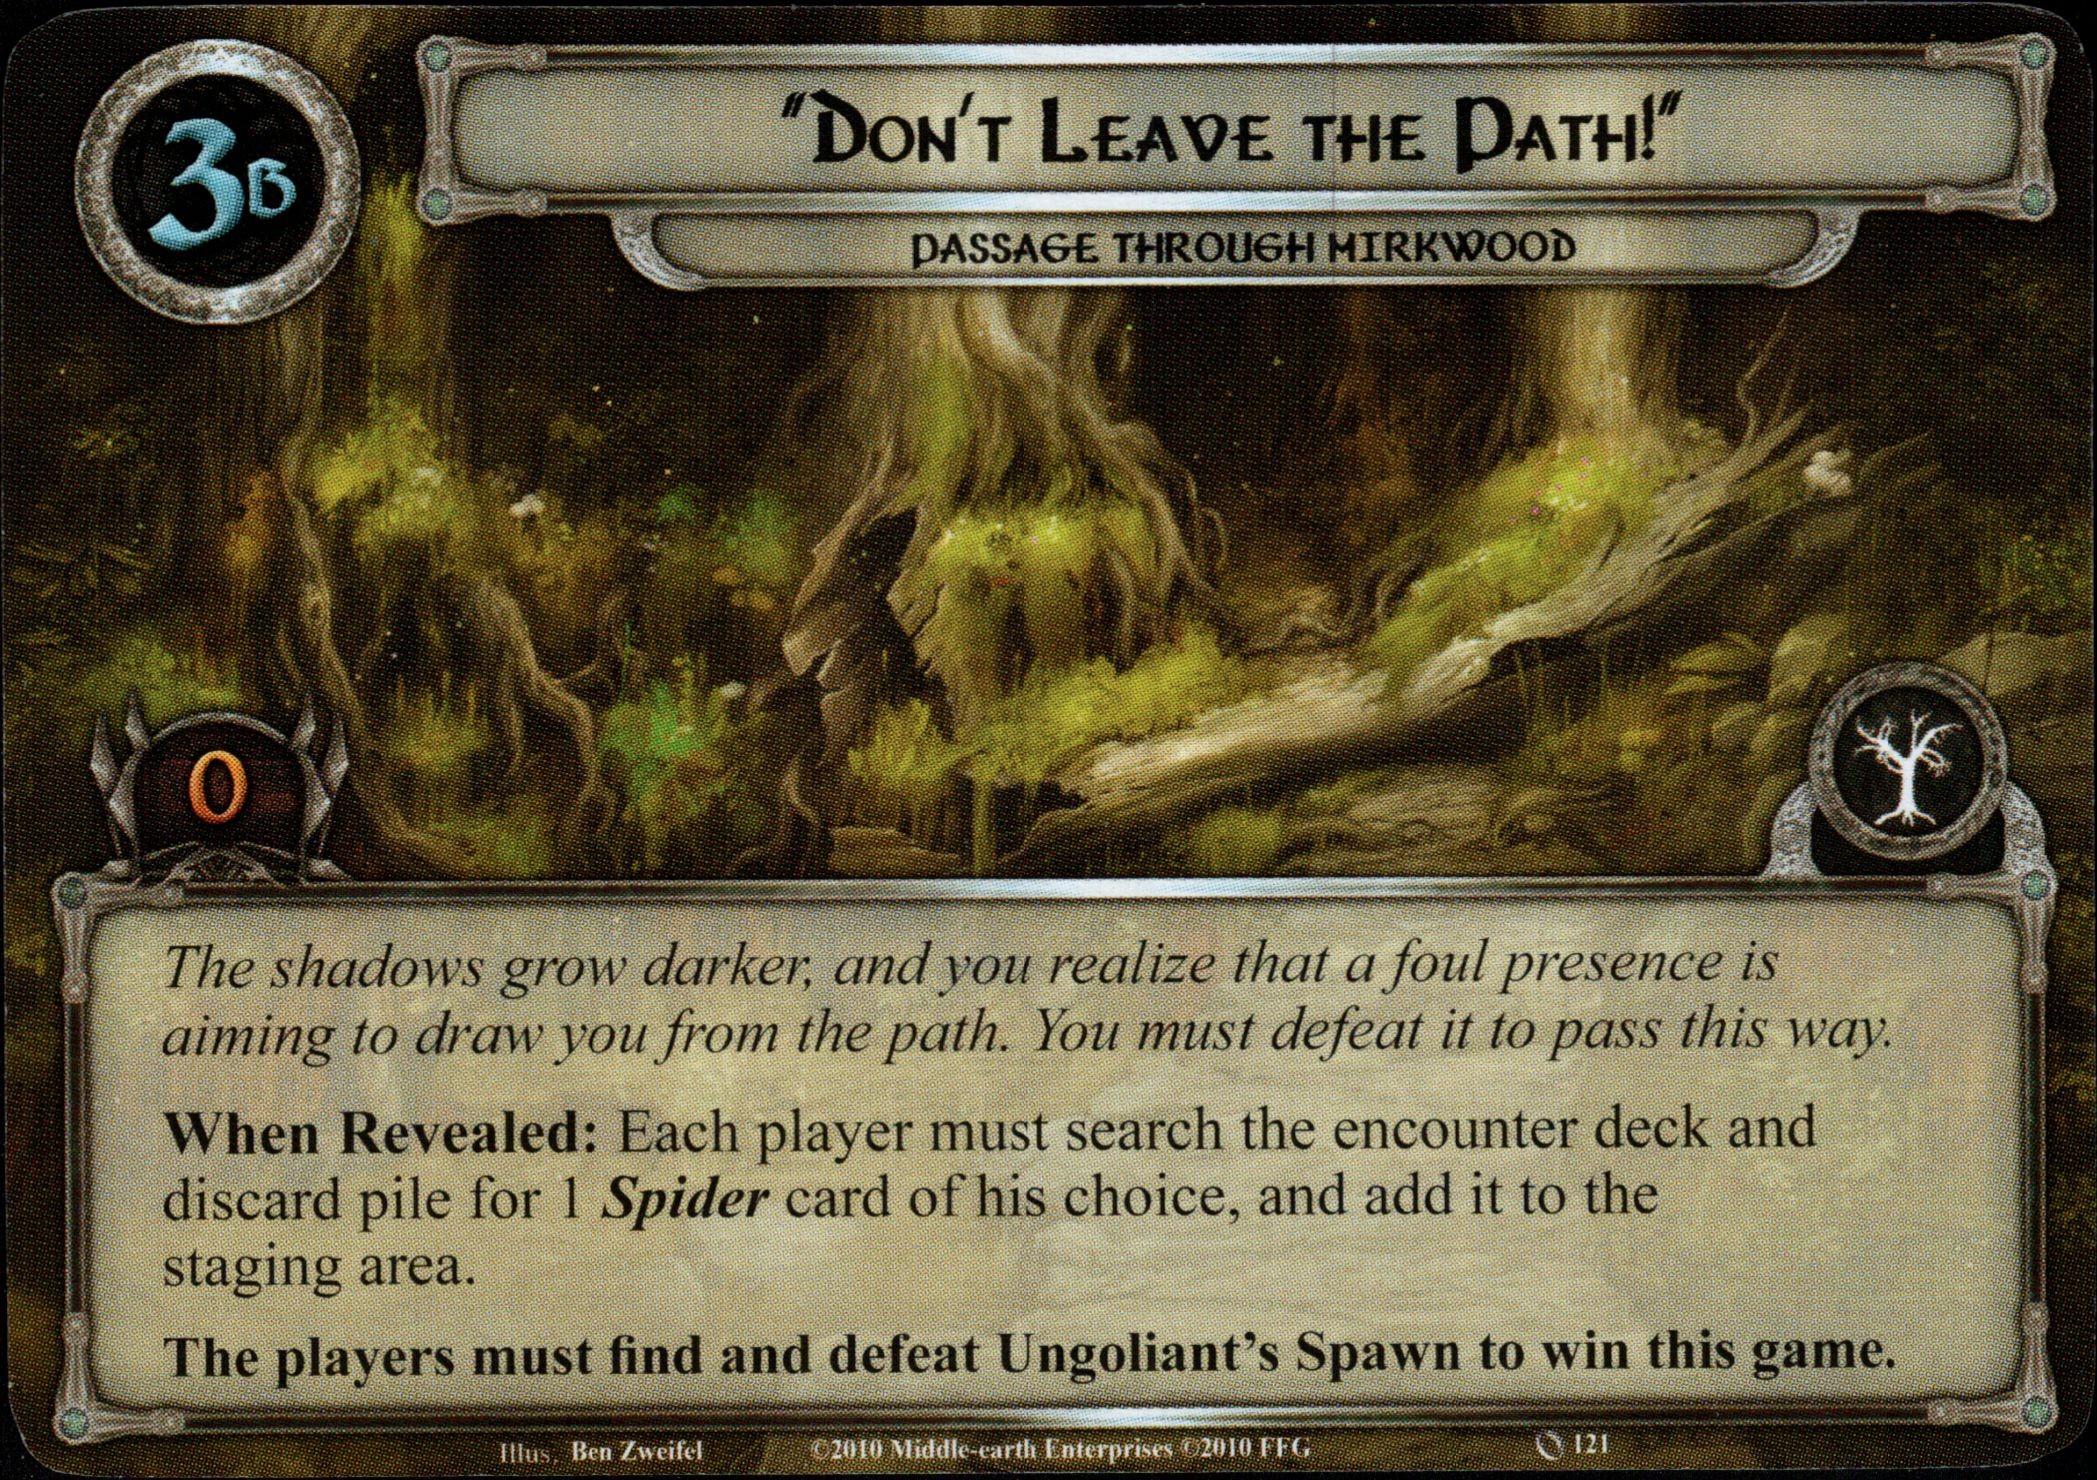 3B
"Don't Leave the Path!"
Passage Through Mirkwood
0
The shadows grow darker, and you realize that a foul presence is
aiming to draw you from the path. You must defeat it to pass this way.
When Revealed: Each player must search the encounter deck and
discard pile for 1 Spider card of his choice, and add it to the
staging area.
The players must find and defeat Ungoliant's Spawn to win this game.
Illus. Ben Zweifel ©2010 Middle-earth Enterprises ©2010 FFG 121